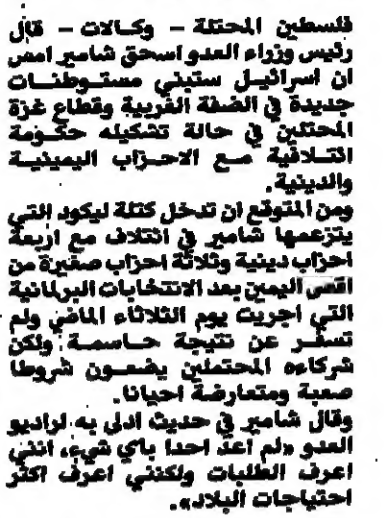 فلسطين المحتلة - وكالات - قال
رئيس وزراء العدو اسحق شامير امس
ان اسرائيل ستبني مستوطنات
جديدة في الضفة الغربية وقطاع غزة
المحتلين في حالة تشكيله حكومة
ائتلافية مع الاحزاب اليمينية
والدينية.
ومن المتوقع ان تدخل كتلة ليكود التي
يتزعمها شامير في ائتلاف مع اربعة
احزاب دينية وثلاثة احزاب صغيرة من
اقصى اليمين بعد الانتخابات البرلمانية
التي اجريت يوم الثلاثاء الماضي ولم
تسفر عن نتيجة حاسمة ولكن
شركاءه المحتملين يضعون شروطا
صعبة ومتعارضة احيانا.
وقال شامير في حديث ادلى به لراديو
العدو «لم اعد احدا باي شيء، انني
اعرف الطلبات ولكنني اعرف اكثر
احتياجات البلاد».